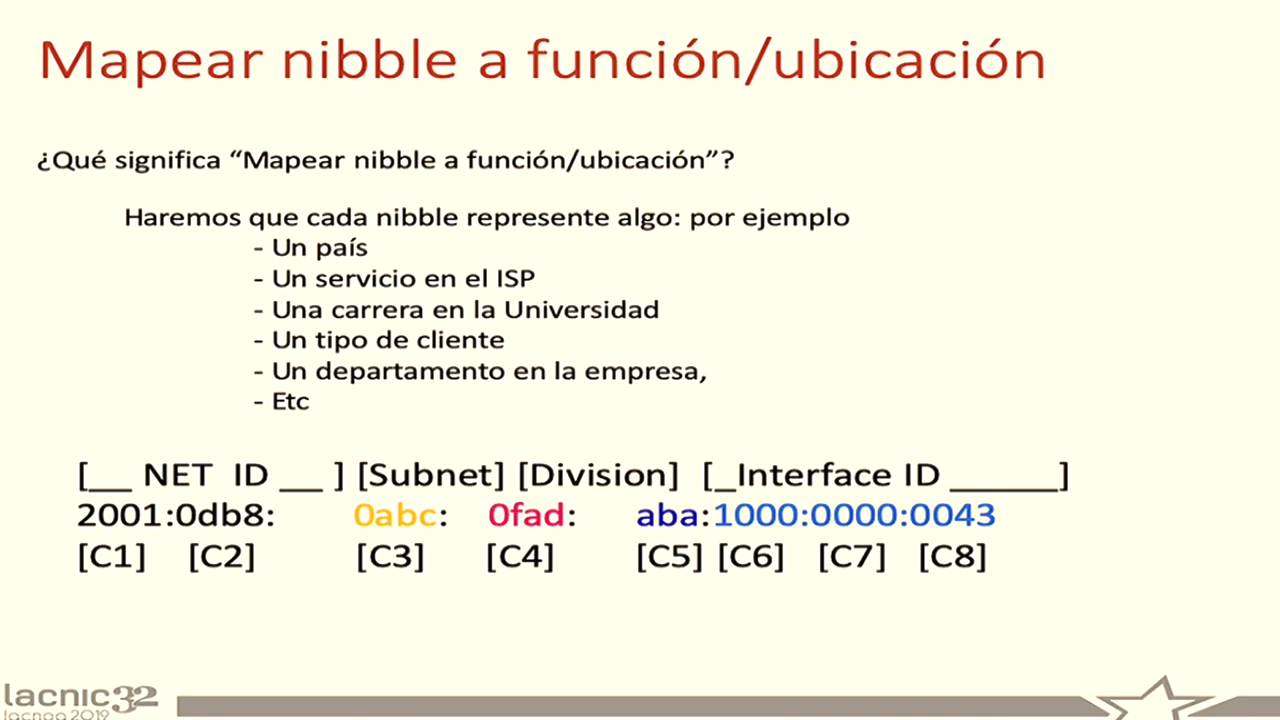 Mapear nibble a función/ubicación
¿Qué significa “Mapear nibble a función/ubicación”?
Haremos que cada nibble represente algo: por ejemplo
- Un país
- Un servicio en el ISP
- Una carrera en la Universidad
- Un tipo de cliente
- Un departamento en la empresa,
- Etc
[__ NET ID __ ] [Subnet] [Division] [_Interface ID _____]
2001:0db8: 0abc: 0fad: aba:1000:0000:0043
[C1] [C2] [C3] [C4] [C5] [C6] [C7] [C8]
lacnic32
lacnog 2019